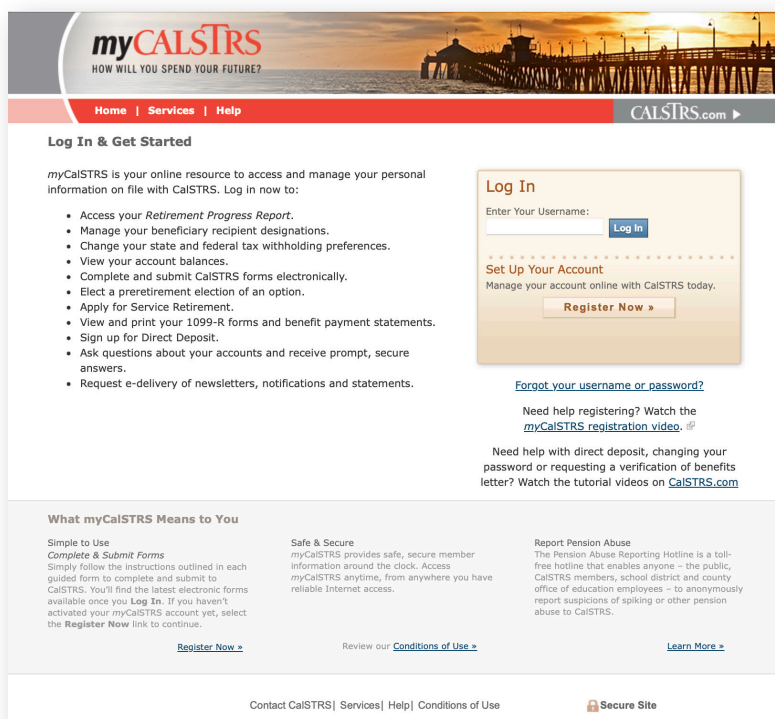 myCALSTRS
HOW WILL YOU SPEND YOUR FUTURE?
Home | Services | Help
CALSTRS.com ▶
Log In & Get Started
myCalSTRS is your online resource to access and manage your personal
information on file with CalSTRS. Log in now to:
• Access your Retirement Progress Report.
• Manage your beneficiary recipient designations.
• Change your state and federal tax withholding preferences.
• View your account balances.
• Complete and submit CalSTRS forms electronically.
• Elect a preretirement election of an option.
• Apply for Service Retirement.
• View and print your 1099-R forms and benefit payment statements.
• Sign up for Direct Deposit.
• Ask questions about your accounts and receive prompt, secure
answers.
• Request e-delivery of newsletters, notifications and statements.
Log In
Enter Your Username:
Log In
Set Up Your Account
Manage your account online with CalSTRS today.
Register Now »
Forgot your username or password?
Need help registering? Watch the
myCalSTRS registration video.
Need help with direct deposit, changing your
password or requesting a verification of benefits
letter? Watch the tutorial videos on CalSTRS.com
What myCalSTRS Means to You
Simple to Use
Complete & Submit Forms
Simply follow the instructions outlined in each
guided form to complete and submit to
CalSTRS. You'll find the latest electronic forms
available once you Log In. If you haven't
activated your myCalSTRS account yet, select
the Register Now link to continue.
Register Now »
Safe & Secure
myCalSTRS provides safe, secure member
information around the clock. Access
myCalSTRS anytime, from anywhere you have
reliable Internet access.
Review our Conditions of Use »
Report Pension Abuse
The Pension Abuse Reporting Hotline is a toll-
free hotline that enables anyone – the public,
CalSTRS members, school district and county
office of education employees – to anonymously
report suspicions of spiking or other pension
abuse to CalSTRS.
Learn More »
Contact CalSTRS| Services| Help| Conditions of Use
Secure Site